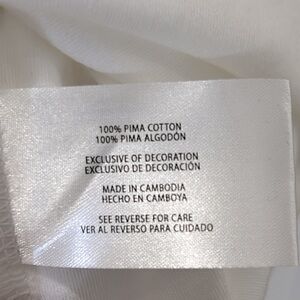 100% PIMA COTTON
100% PIMA ALGODÓN
EXCLUSIVE OF DECORATION
EXCLUSIVO DE DECORACIÓN
MADE IN CAMBODIA
HECHO EN CAMBOYA
SEE REVERSE FOR CARE
VER AL REVERSO PARA CUIDADO